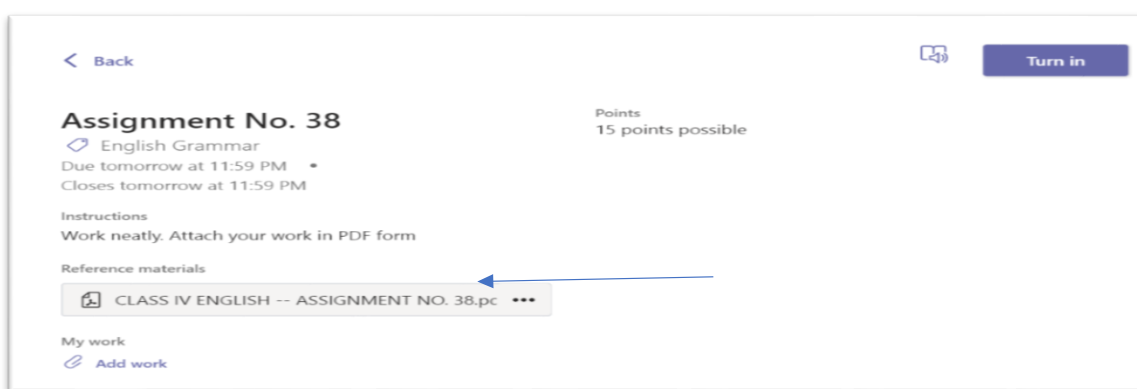 Back
Turn in
Assignment No. 38
Points
15 points possible
English Grammar
Due tomorrow at 11:59 PM •
Closes tomorrow at 11:59 PM
Instructions
Work neatly. Attach your work in PDF form
Reference materials
CLASS IV ENGLISH -- ASSIGNMENT NO. 38.pc •••
My work
Add work